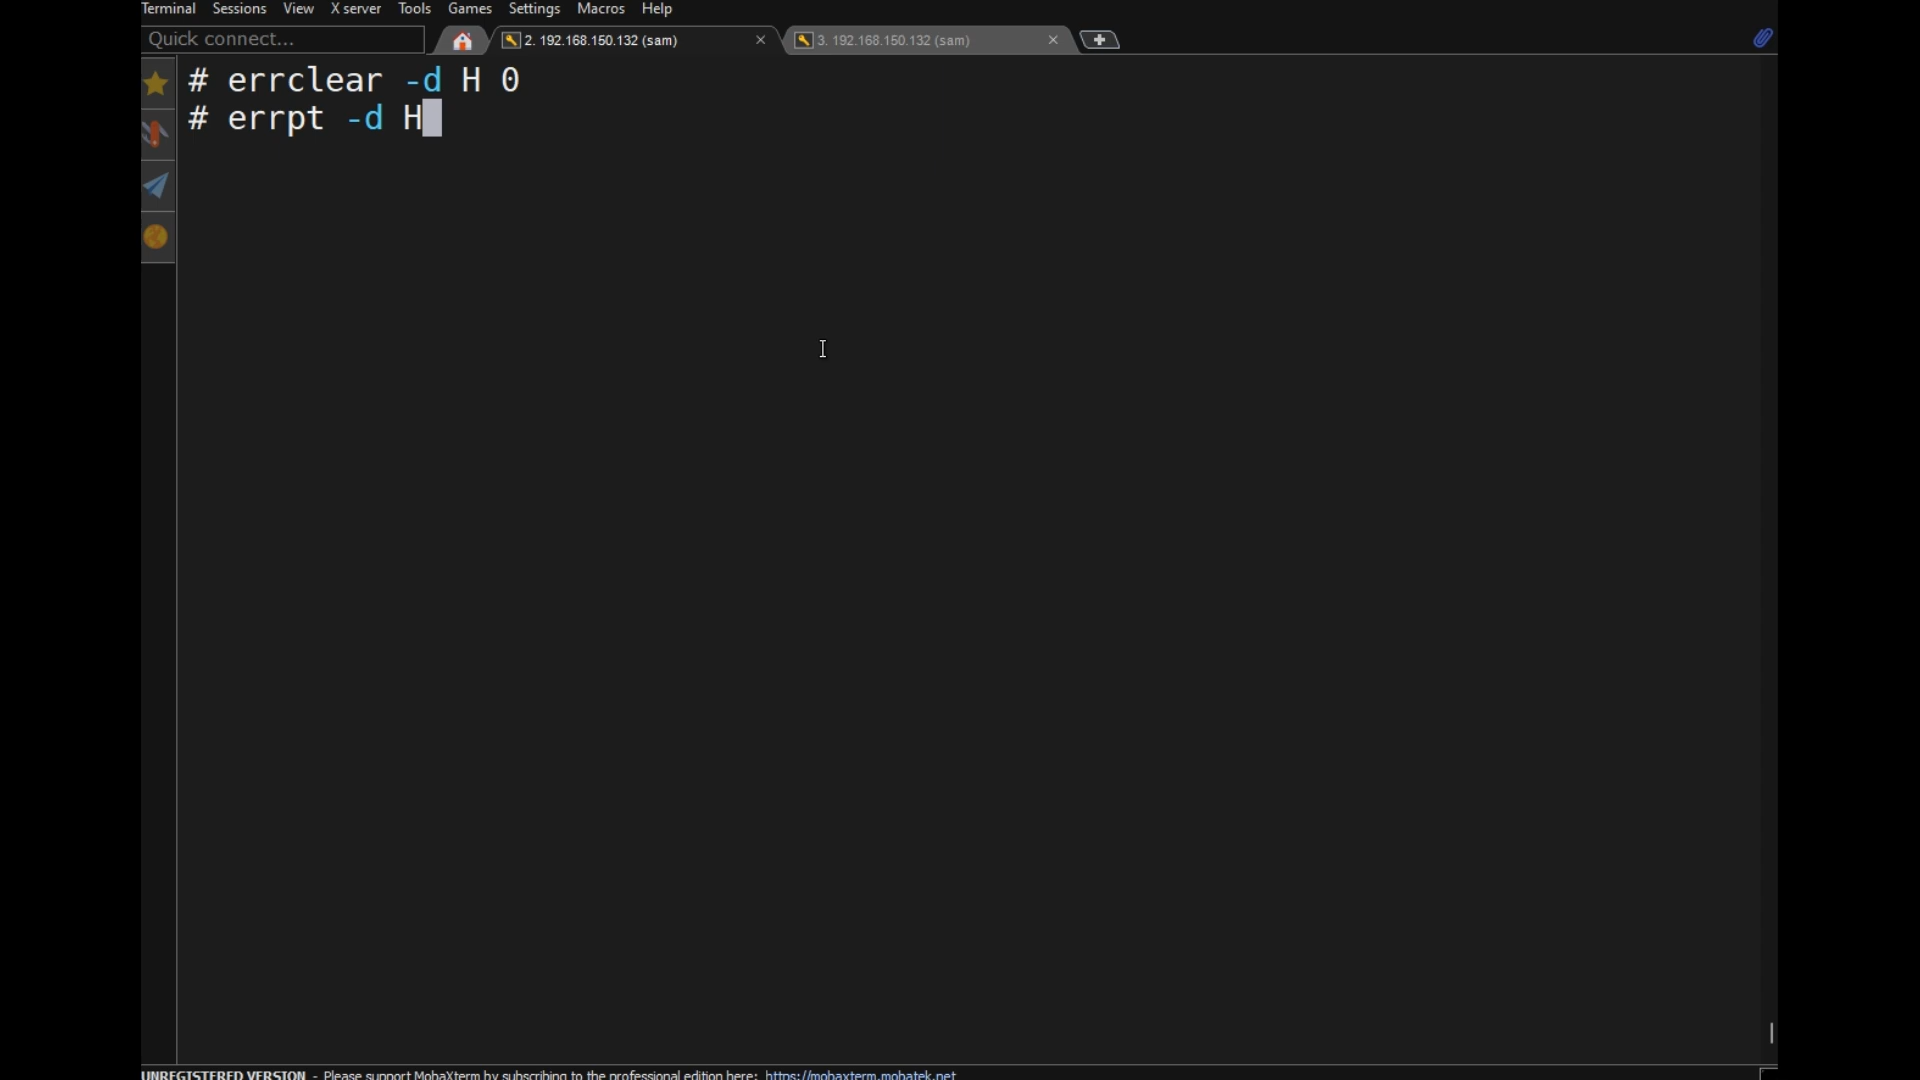 Terminal Sessions View X server Tools Games Settings Macros Help
Quick connect...
2. 192.168.150.132 (sam)
3. 192.168.150.132 (sam)
# errclear -d H 0
# errpt -d H
UNREGISTERED VERSION - Please support MobaXterm by subscribing to the professional edition here: https://mobaxterm.mobatek.net